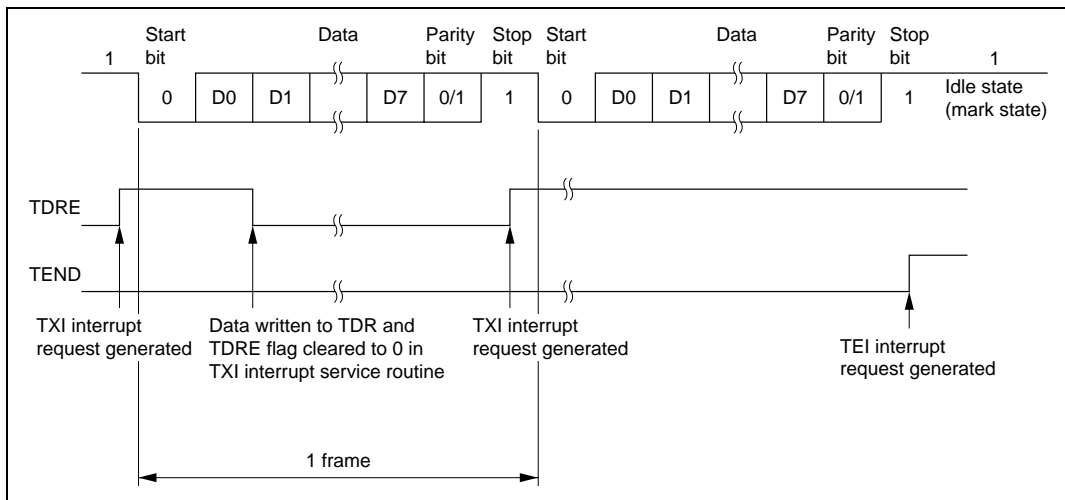 1
Start bit
Data
Parity bit
Stop bit
Start bit
Data
Parity bit
Stop bit
1
0 D0 D1 D7 0/1 1 0 D0 D1 D7 0/1 1
Idle state
(mark state)
TDRE
TEND
TXI interrupt
request generated
Data written to TDR and
TDRE flag cleared to 0 in
TXI interrupt service routine
TXI interrupt
request generated
TEI interrupt
request generated
1 frame